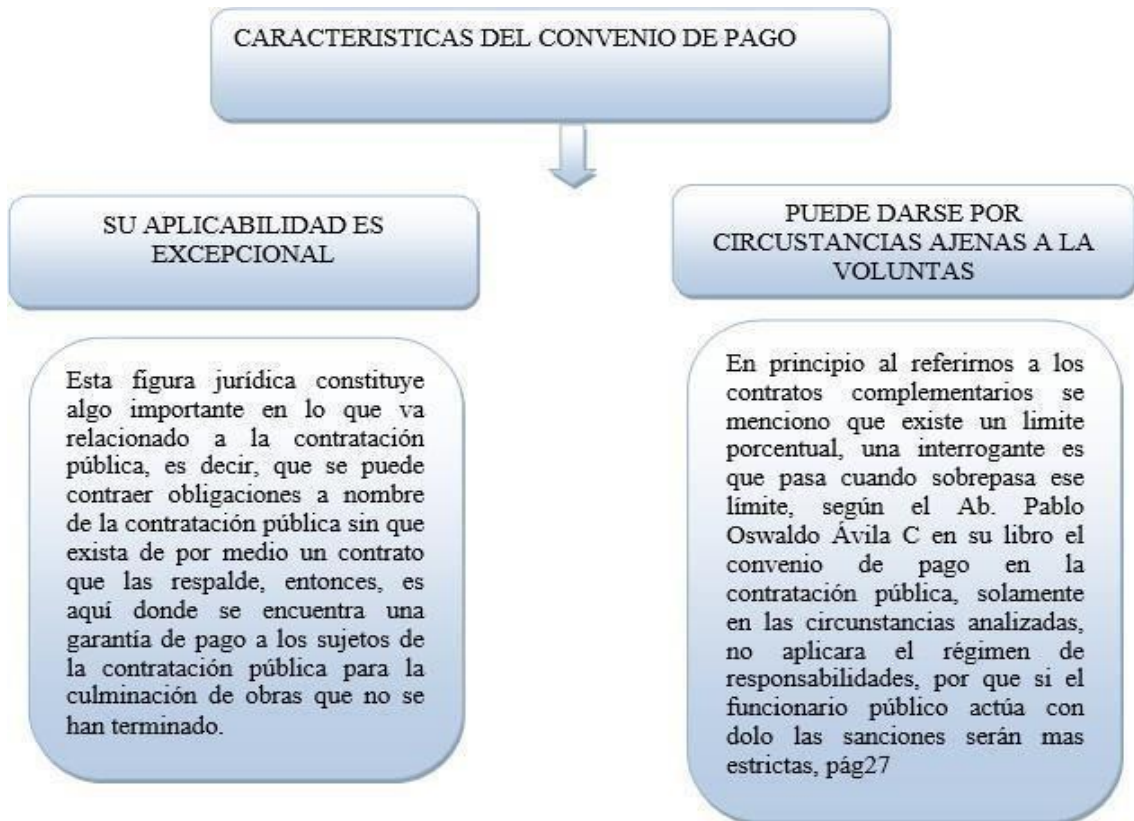 CARACTERISTICAS DEL CONVENIO DE PAGO
SU APLICABILIDAD ES
EXCEPCIONAL
Esta figura jurídica constituye
algo importante en lo que va
relacionado a la contratación
pública, es decir, que se puede
contraer obligaciones a nombre
de la contratación pública sin que
exista de por medio un contrato
que las respalde, entonces, es
aquí donde se encuentra una
garantía de pago a los sujetos de
la contratación pública para la
culminación de obras que no se
han terminado.
PUEDE DARSE POR
CIRCUSTANCIAS AJENAS A LA
VOLUNTAS
En principio al referirnos a los
contratos complementarios se
menciono que existe un limite
porcentual, una interrogante es
que pasa cuando sobrepasa ese
límite, según el Ab. Pablo
Oswaldo Ávila C en su libro el
convenio de pago en la
contratación pública, solamente
en las circunstancias analizadas,
no aplicara el régimen de
responsabilidades, por que si el
funcionario público actúa con
dolo las sanciones serán mas
estrictas, pág27